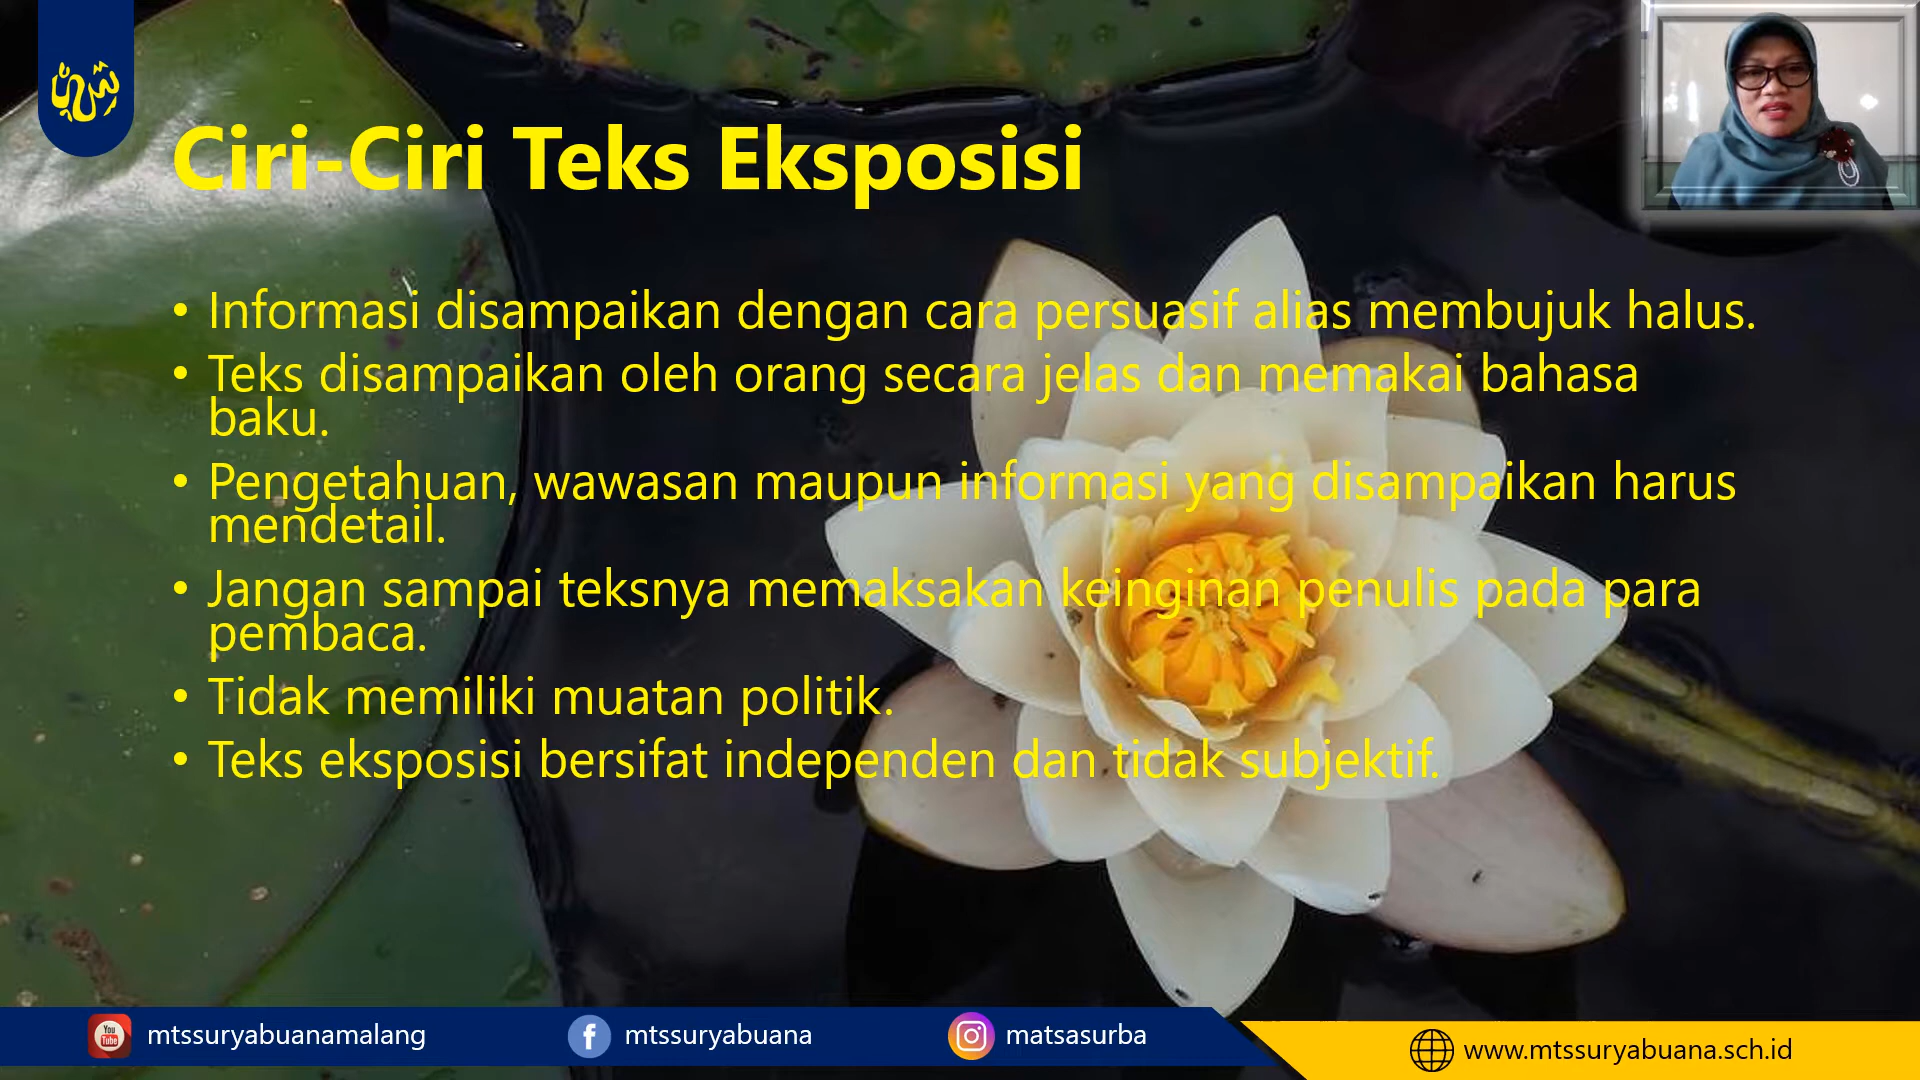 Ciri-Ciri Teks Eksposisi
• Informasi disampaikan dengan cara persuasif alias membujuk halus.
• Teks disampaikan oleh orang secara jelas dan memakai bahasa
baku.
• Pengetahuan, wawasan maupun informasi yang disampaikan harus
mendetail.
• Jangan sampai teksnya memaksakan keinginan penulis pada para
pembaca.
• Tidak memiliki muatan politik.
• Teks eksposisi bersifat independen dan tidak subjektif.
You
Tube
mtssuryabuanamalang
mtssuryabuana
matsasurba
www.mtssuryabuana.sch.id